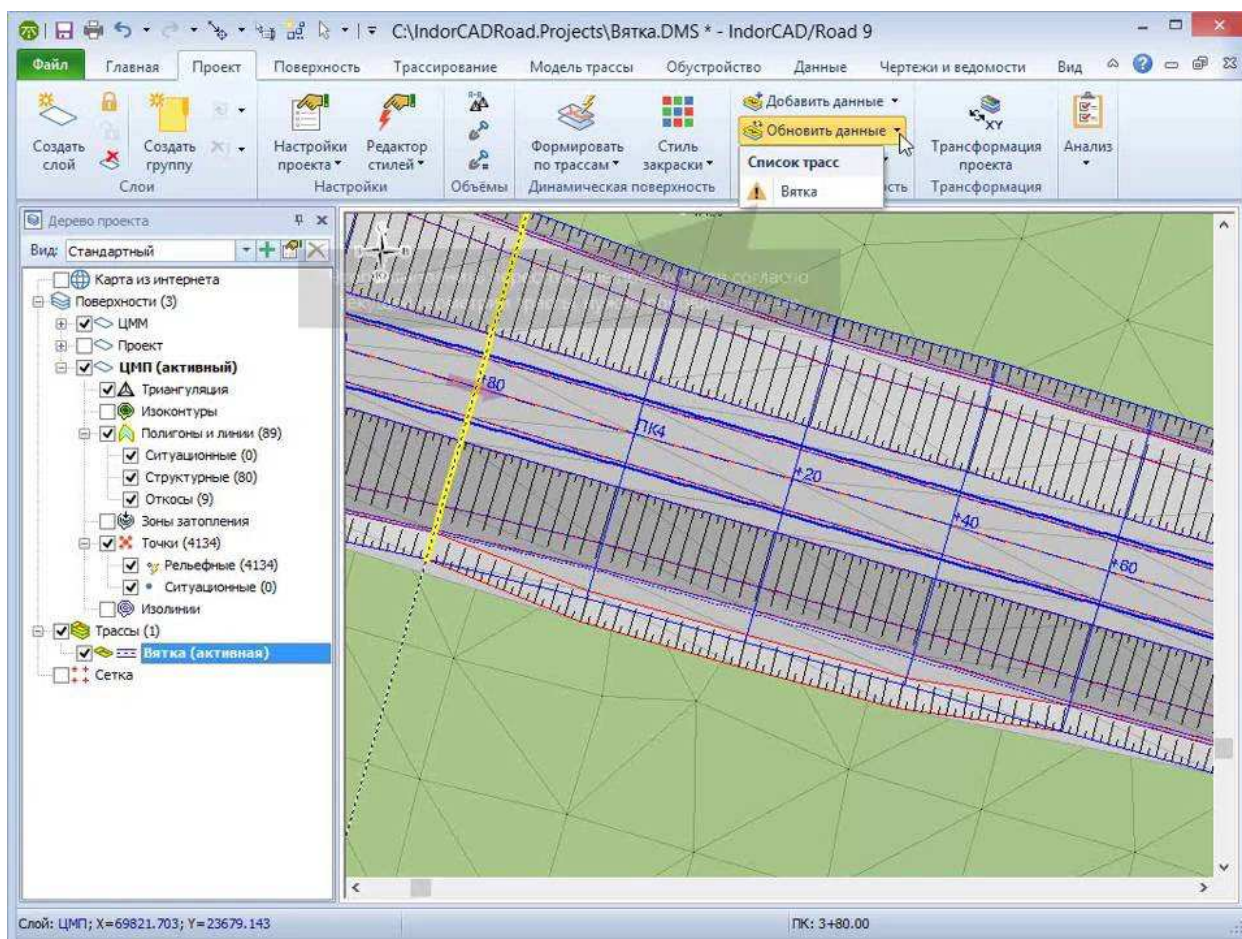 C:\IndorCADRoad.Projects\Вятка.DMS * - IndorCAD/Road 9
Файл Главная Проект Поверхность Трассирование Модель трассы Обустройство Данные Чертежи и ведомости Вид
Создать слой
Создать группу
Слои
Настройки проекта
Редактор стилей
Настройки
Объёмы
Формировать по трассам
Стиль закраски
Динамическая поверхность
Добавить данные
Обновить данные
Список трасс
Вятка
сть
Трансформация проекта
Трансформация
Анализ
Дерево проекта
Вид: Стандартный
Карта из интернета
Поверхности (3)
ЦММ
Проект
ЦМП (активный)
Триангуляция
Изоконтуры
Полигоны и линии (89)
Ситуационные (0)
Структурные (80)
Откосы (9)
Зоны затопления
Точки (4134)
Рельефные (4134)
Ситуационные (0)
Изолинии
Трассы (1)
Вятка (активная)
Сетка
согласно
+80
ПК4
+20
+40
+60
Слой: ЦМП; X=69821.703; Y=23679.143
ПК: 3+80.00